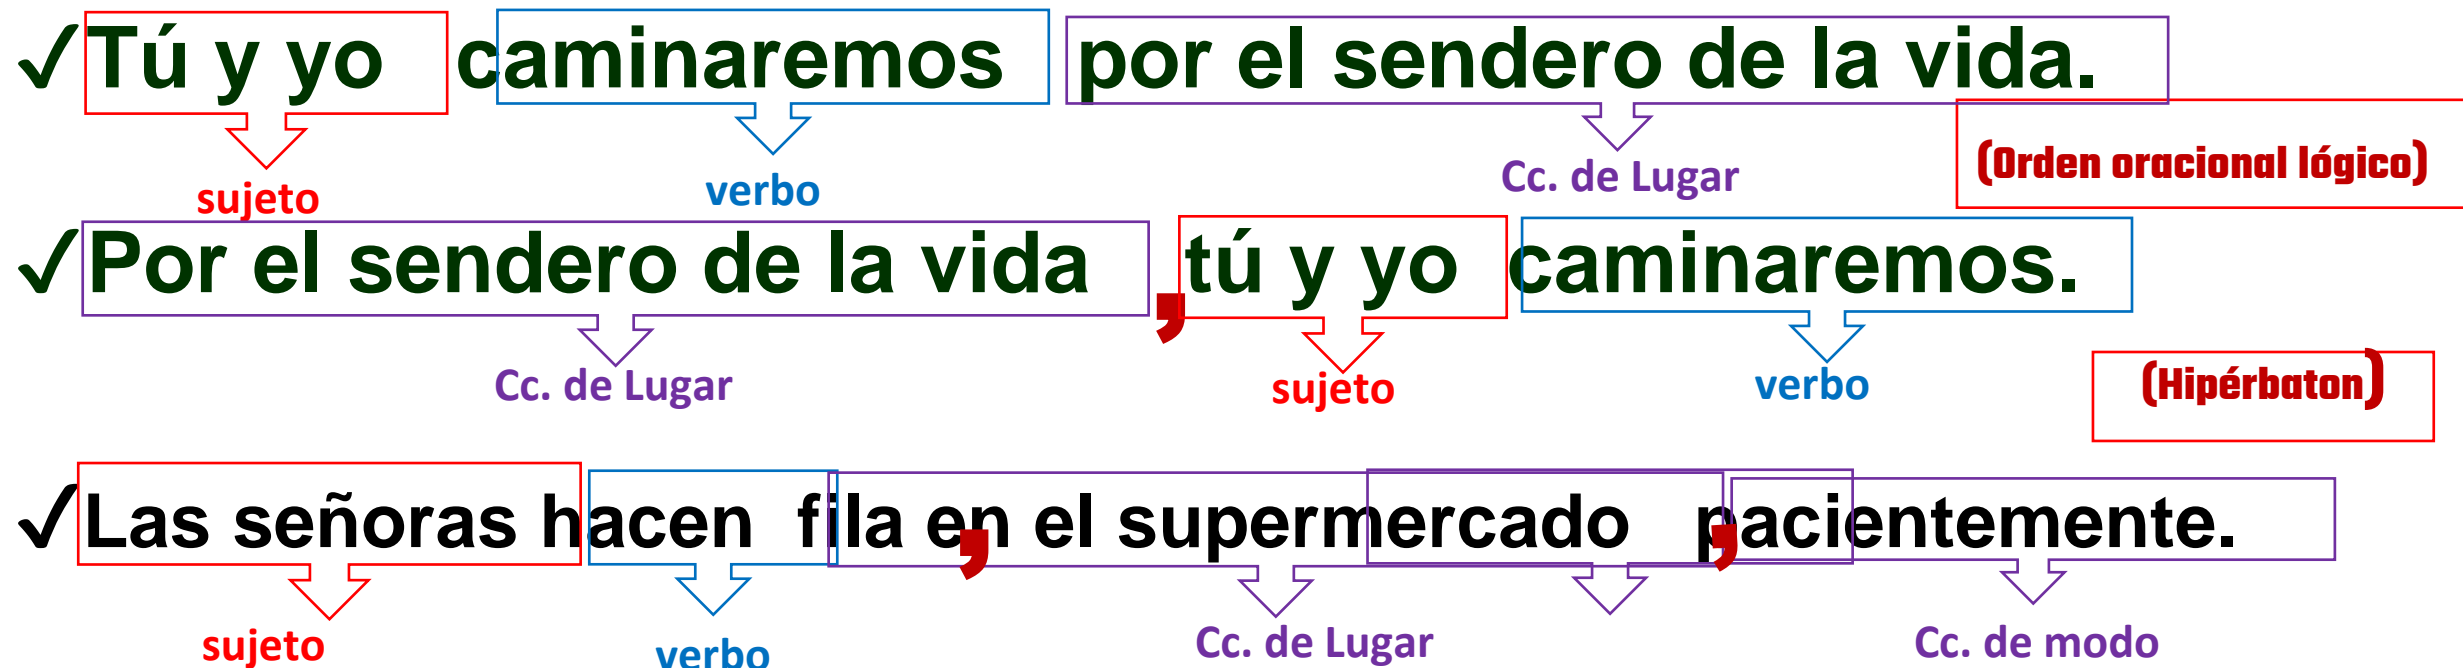 ✓Tú y yo caminaremos por el sendero de la vida.
sujeto verbo Cc. de Lugar (Orden oracional lógico)
✓Por el sendero de la vida , tú y yo caminaremos.
Cc. de Lugar sujeto verbo (Hipérbaton)
✓Las señoras hacen fila en el supermercado pacientemente.
, ,
sujeto verbo Cc. de Lugar Cc. de modo